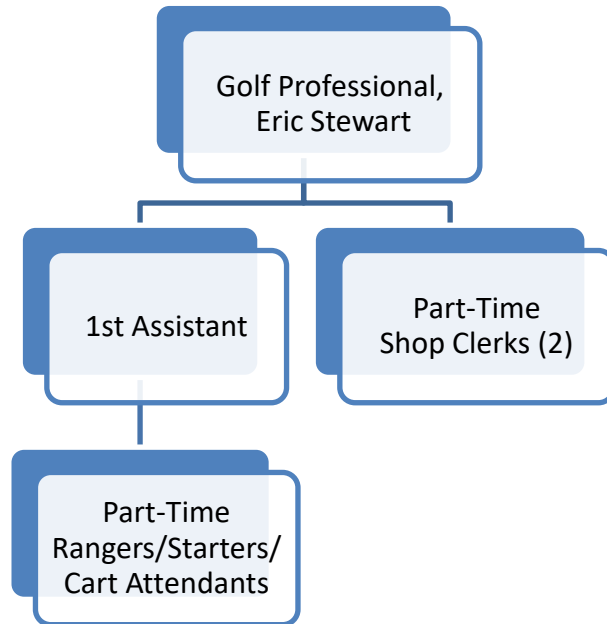 Golf Professional,
Eric Stewart
1st Assistant
Part-Time
Shop Clerks (2)
Part-Time
Rangers/Starters/
Cart Attendants